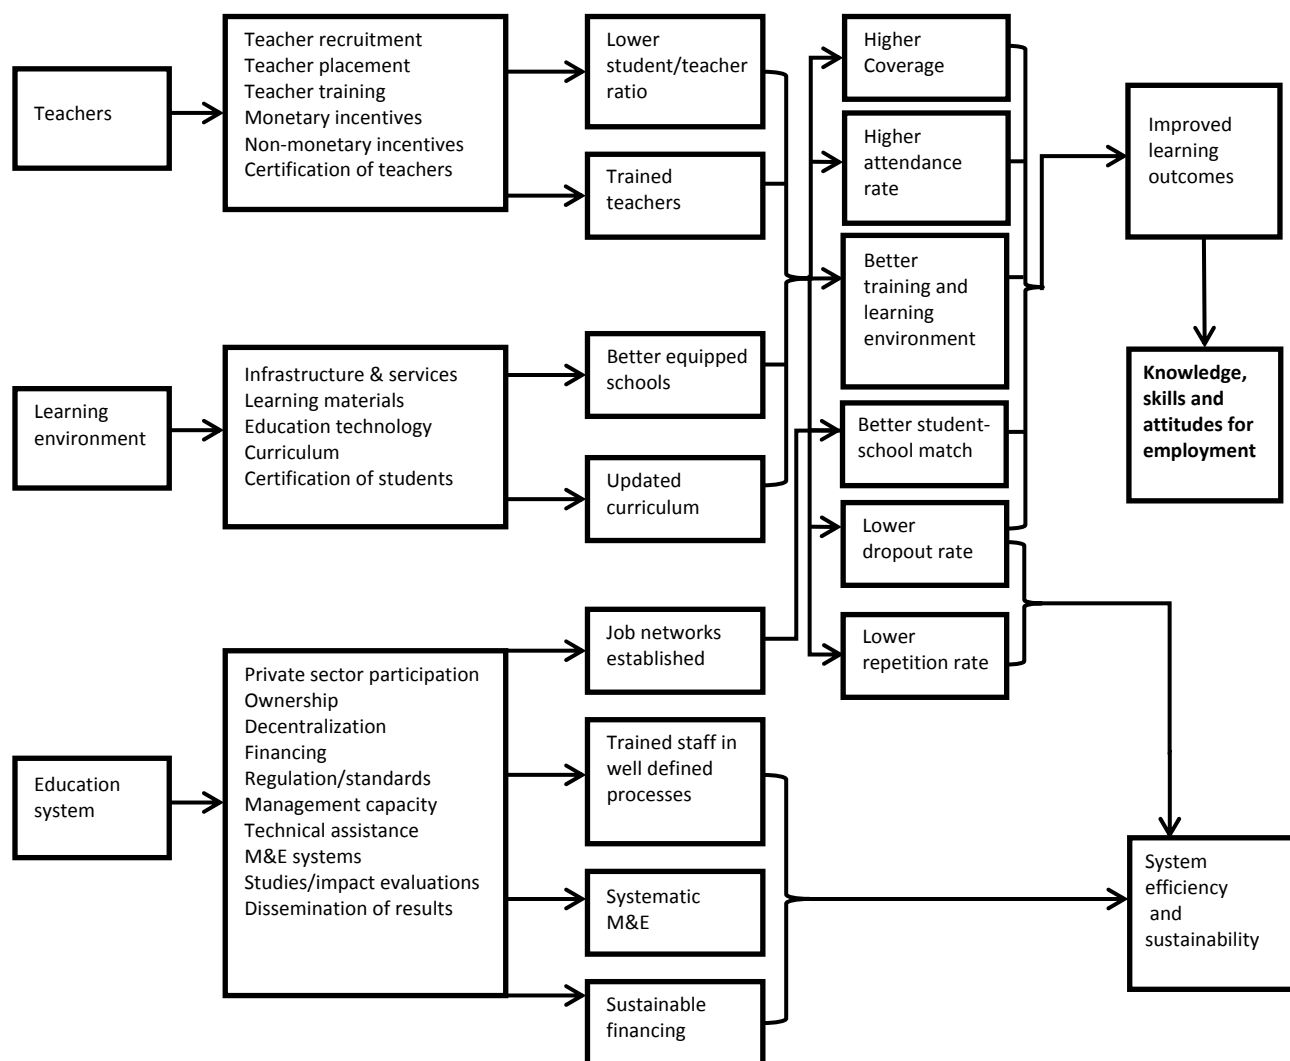 Teachers
Teacher recruitment
Teacher placement
Teacher training
Monetary incentives
Non-monetary incentives
Certification of teachers
Lower
student/teacher
ratio
Trained
teachers
Higher
Coverage
Higher
attendance
rate
Better
training and
learning
environment
Improved
learning
outcomes
Learning
environment
Infrastructure & services
Learning materials
Education technology
Curriculum
Certification of students
Better equipped
schools
Updated
curriculum
Better student-
school match
Lower
dropout rate
Lower
repetition rate
Knowledge,
skills and
attitudes for
employment
Education
system
Private sector participation
Ownership
Decentralization
Financing
Regulation/standards
Management capacity
Technical assistance
M&E systems
Studies/impact evaluations
Dissemination of results
Job networks
established
Trained staff in
well defined
processes
Systematic
M&E
Sustainable
financing
System
efficiency
and
sustainability